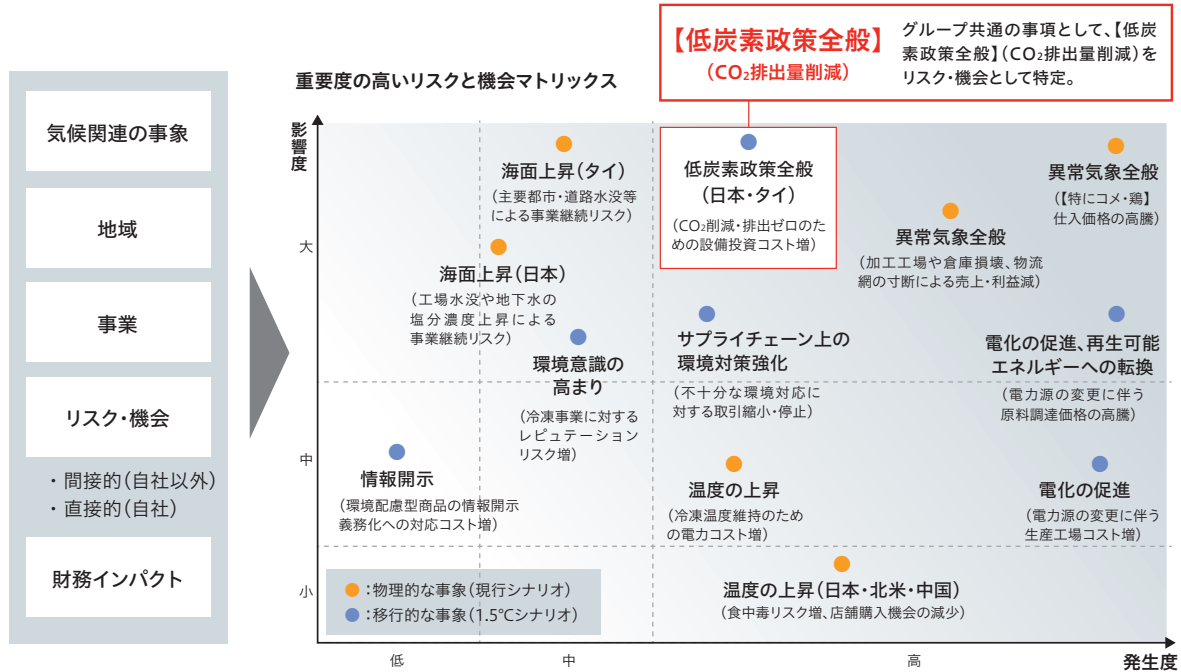 【低炭素政策全般】
(CO₂排出量削減)
グループ共通の事項として、【低炭
素政策全般】(CO₂排出量削減)を
リスク・機会として特定。
気候関連の事象
地域
事業
リスク・機会
・間接的(自社以外)
・直接的(自社)
財務インパクト
重要度の高いリスクと機会マトリックス
影響度
大
中
小
海面上昇(タイ)
(主要都市・道路水没等
による事業継続リスク)
低炭素政策全般
(日本・タイ)
(CO₂削減・排出ゼロのた
めの設備投資コスト増)
異常気象全般
(【特にコメ・鶏】
仕入価格の高騰)
異常気象全般
(加工工場や倉庫損壊、物流
網の寸断による売上・利益減)
海面上昇(日本)
(工場水没や地下水の
塩分濃度上昇による
事業継続リスク)
環境意識の
高まり
(冷凍事業に対する
レピュテーション
リスク増)
サプライチェーン上の
環境対策強化
(不十分な環境対応に
対する取引縮小・停止)
電化の促進、再生可能
エネルギーへの転換
(電力源の変更に伴う
原料調達価格の高騰)
情報開示
(環境配慮型商品の情報開示
義務化への対応コスト増)
温度の上昇
(冷凍温度維持のため
の電力コスト増)
電化の促進
(電力源の変更に伴う
生産工場コスト増)
温度の上昇(日本・北米・中国)
(食中毒リスク増、店舗購入機会の減少)
:物理的な事象(現行シナリオ)
:移行的な事象(1.5℃シナリオ)
低
中
高
発生度